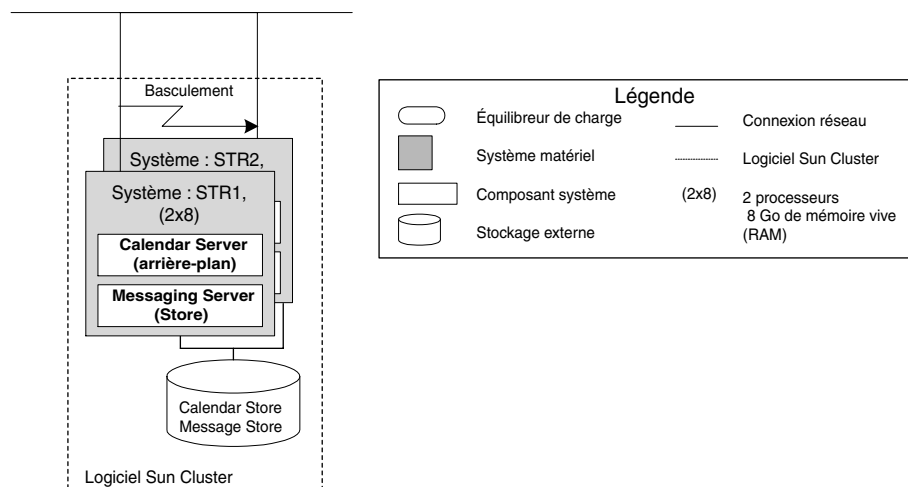 Basculement
Système : STR2,
Système : STR1,
(2x8)
Calendar Server
(arrière-plan)
Messaging Server
(Store)
Calendar Store
Message Store
Logiciel Sun Cluster
Légende
Équilibreur de charge
Système matériel
Composant système
Stockage externe
Connexion réseau
Logiciel Sun Cluster
(2x8)
2 processeurs
8 Go de mémoire vive
(RAM)